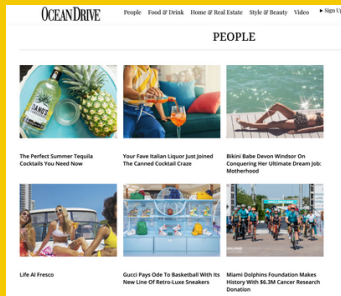 OCEAN DRIVE
People Food & Drink Home & Real Estate Style & Beauty Video Sign Up
PEOPLE
The Perfect Summer Tequila
Cocktails You Need Now
Your Fave Italian Liquor Just Joined
The Canned Cocktail Craze
Bikini Babe Devon Windsor On
Conquering Her Ultimate Dream Job:
Motherhood
Life Al Fresco
Gucci Pays Ode To Basketball With Its
New Line Of Retro-Luxe Sneakers
Miami Dolphins Foundation Makes
History With $6.3M Cancer Research
Donation